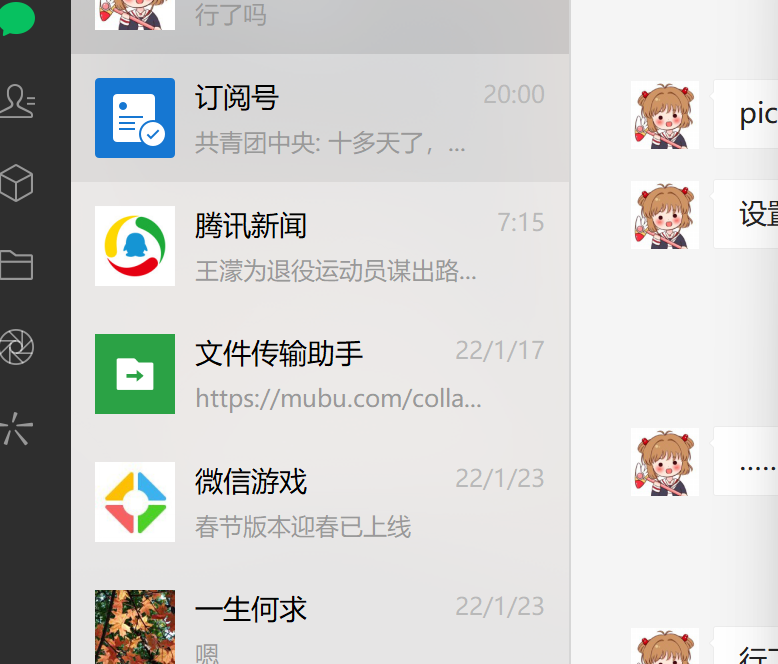 行了吗
订阅号 20:00
共青团中央: 十多天了，...
腾讯新闻 7:15
王濛为退役运动员谋出路...
文件传输助手 22/1/17
https://mubu.com/colla...
微信游戏 22/1/23
春节版本迎春已上线
一生何求 22/1/23
嗯
pic
设置
......
行了